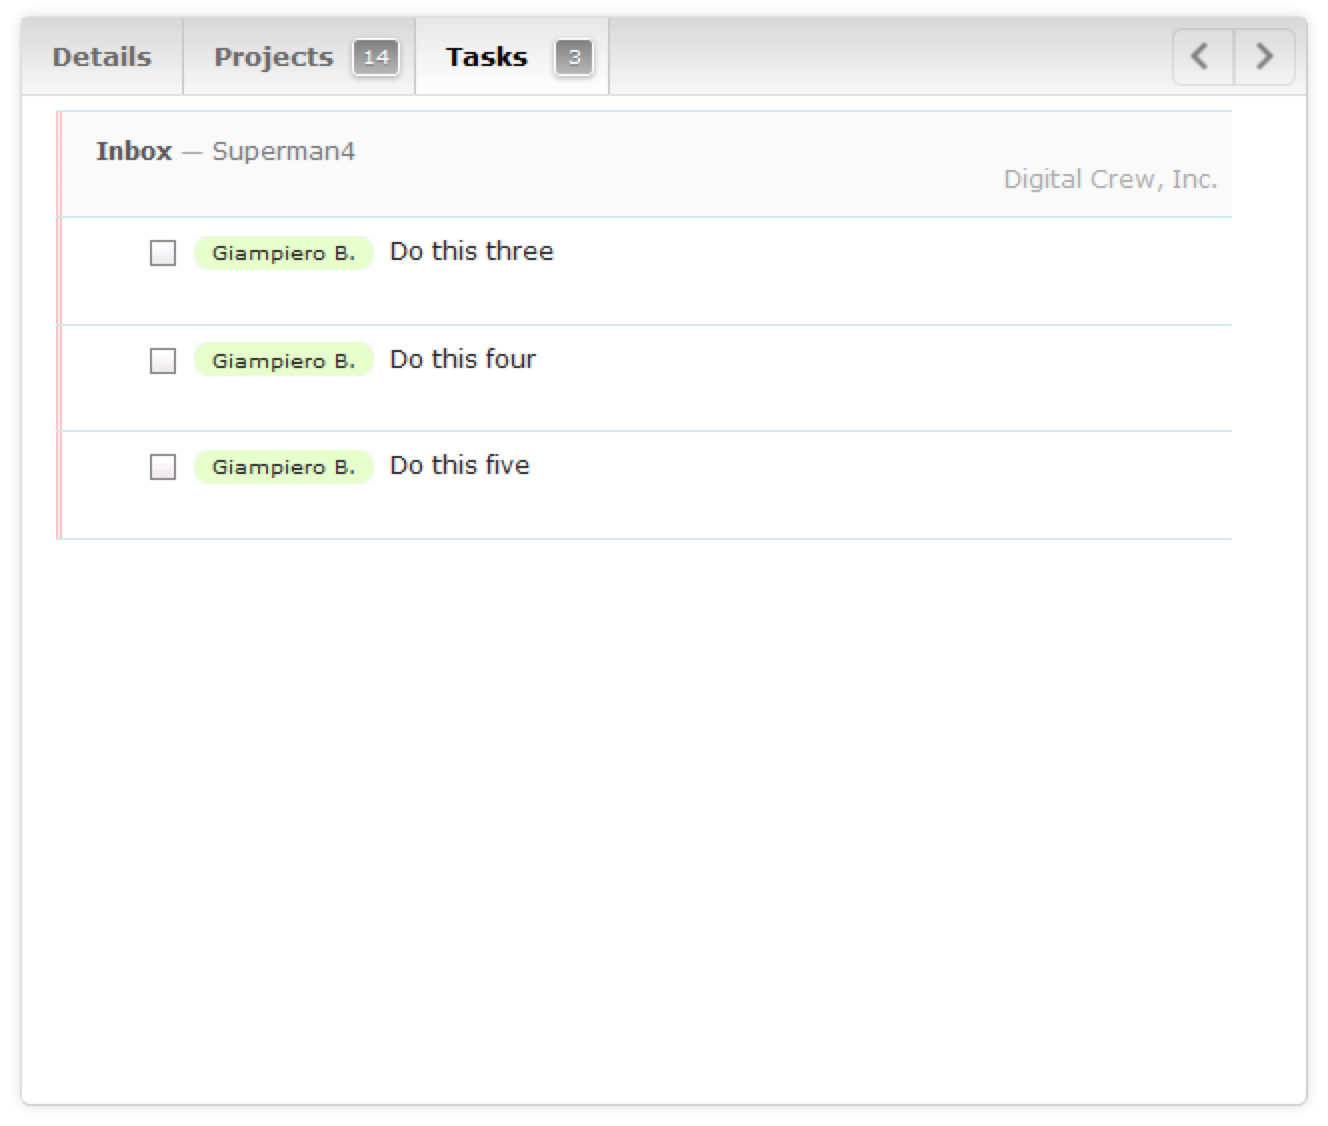 Details Projects 14 Tasks 3
Inbox — Superman4
Digital Crew, Inc.
Giampiero B. Do this three
Giampiero B. Do this four
Giampiero B. Do this five